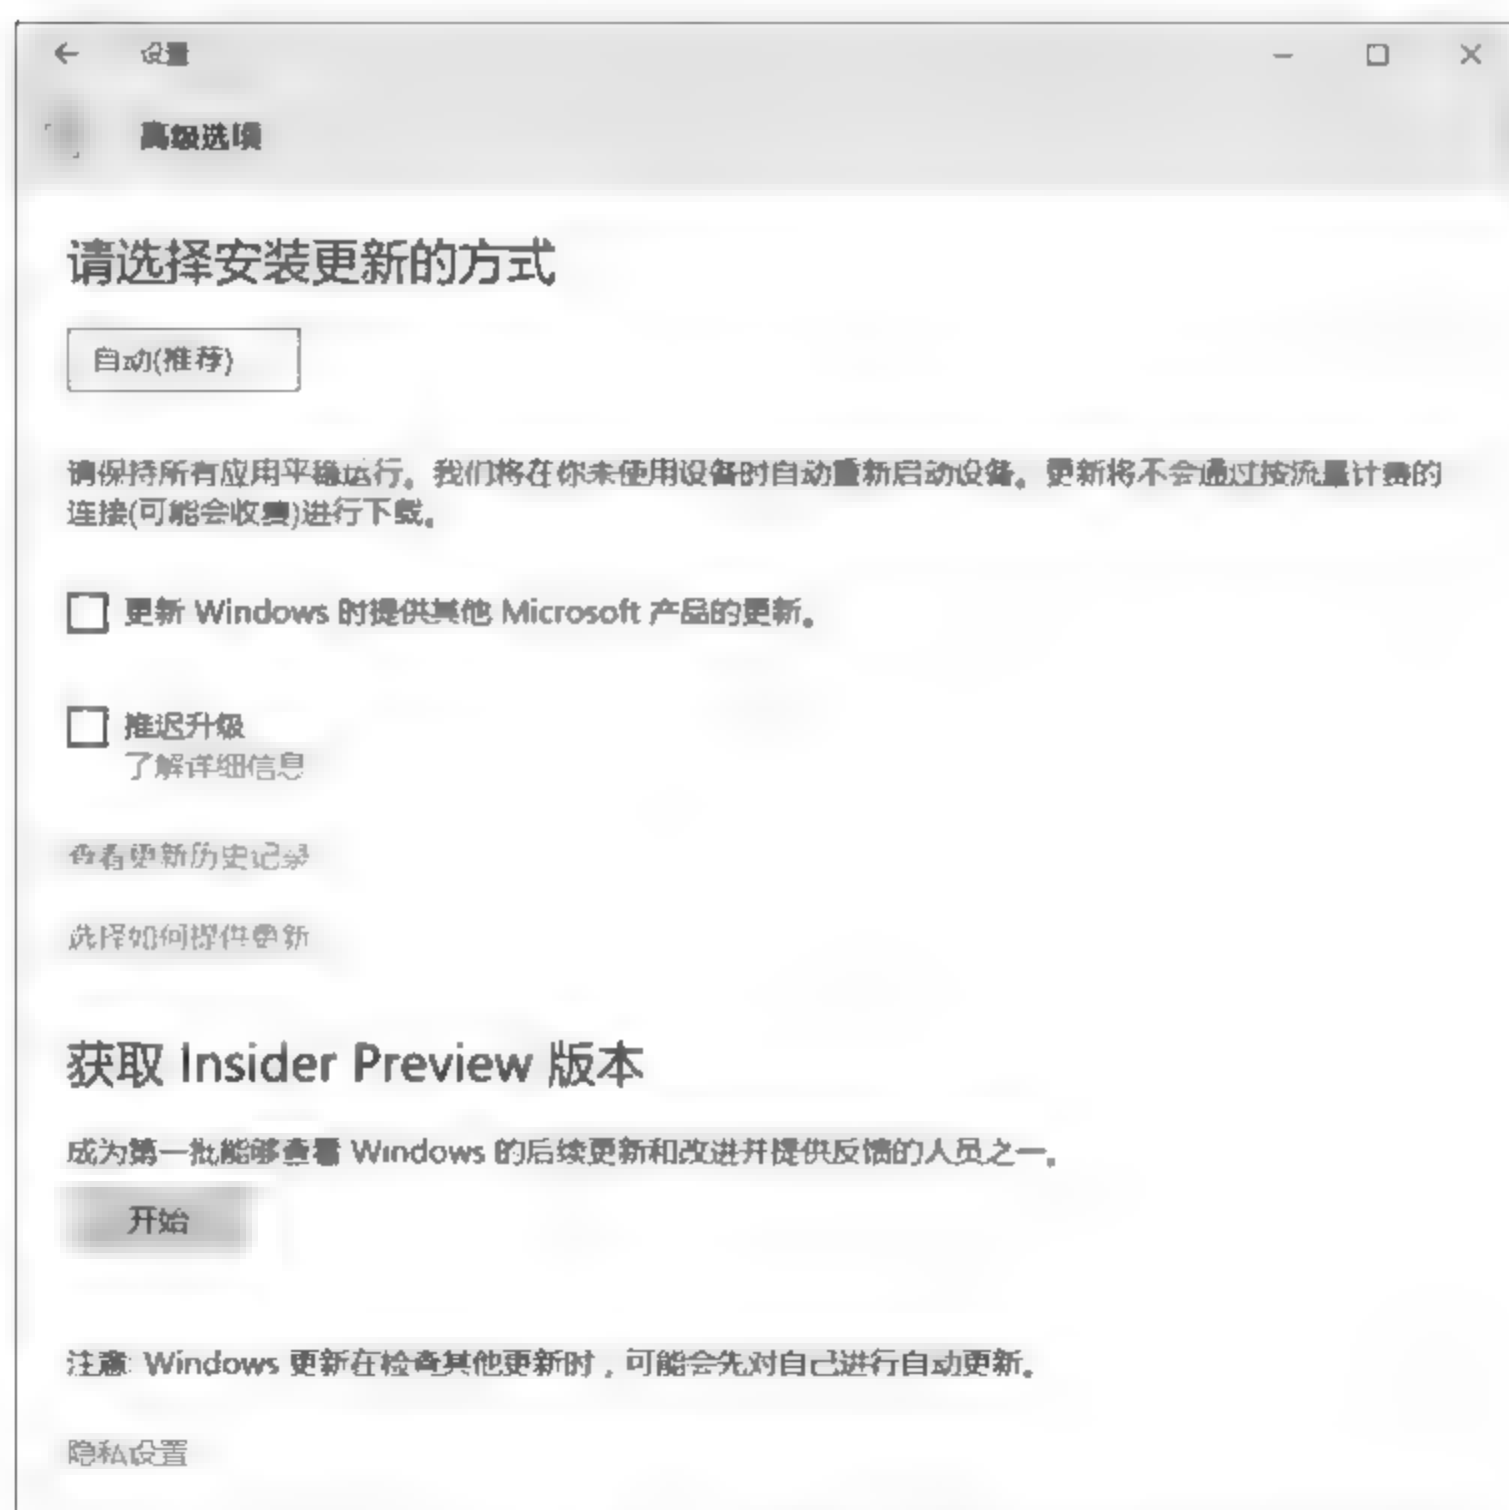 设置
高级选项
请选择安装更新的方式
自动(推荐)
请保持所有应用平稳运行。我们将在你未使用设备时自动重新启动设备。更新将不会通过按流量计费的
连接(可能会收费)进行下载。
更新 Windows 时提供其他 Microsoft 产品的更新。
推迟升级
了解详细信息
查看更新历史记录
选择如何提供更新
获取 Insider Preview 版本
成为第一批能够查看 Windows 的后续更新和改进并提供反馈的人员之一。
开始
注意: Windows 更新在检查其他更新时，可能会先对自己进行自动更新。
隐私设置